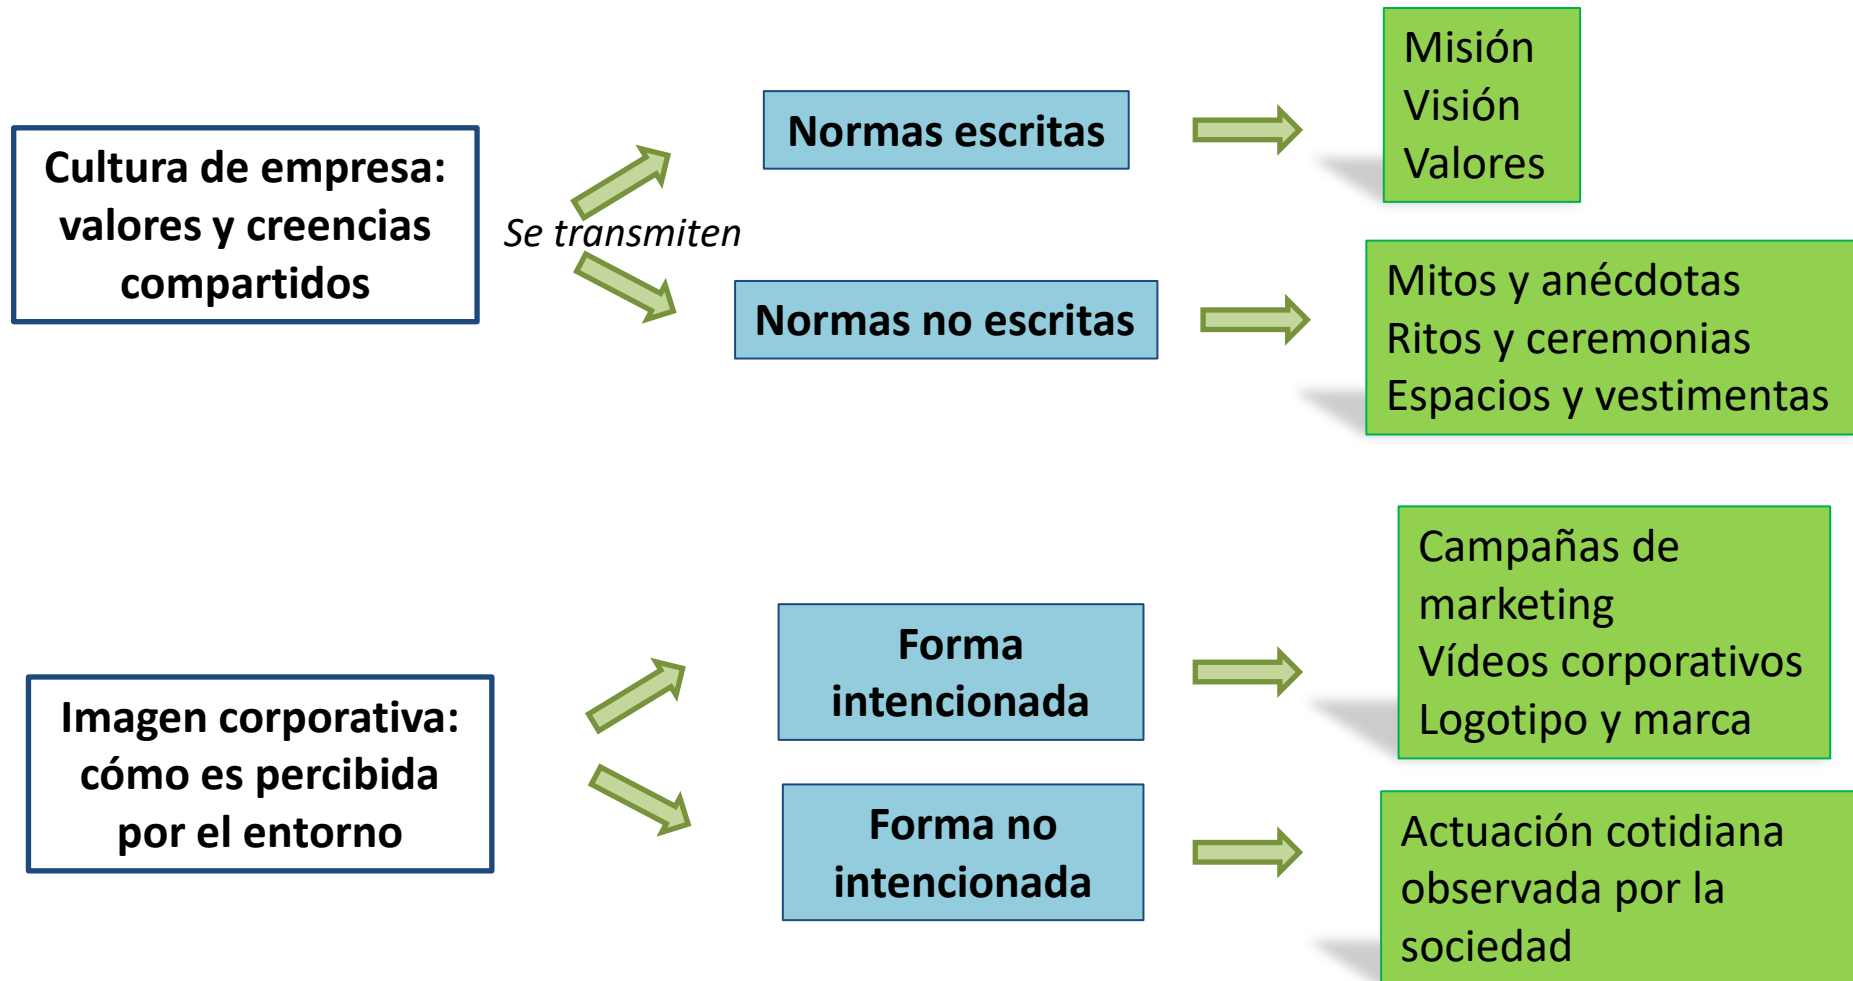 Cultura de empresa:
valores y creencias
compartidos
Se transmiten
Normas escritas
Misión
Visión
Valores
Normas no escritas
Mitos y anécdotas
Ritos y ceremonias
Espacios y vestimentas
Imagen corporativa:
cómo es percibida
por el entorno
Forma
intencionada
Campañas de
marketing
Vídeos corporativos
Logotipo y marca
Forma no
intencionada
Actuación cotidiana
observada por la
sociedad